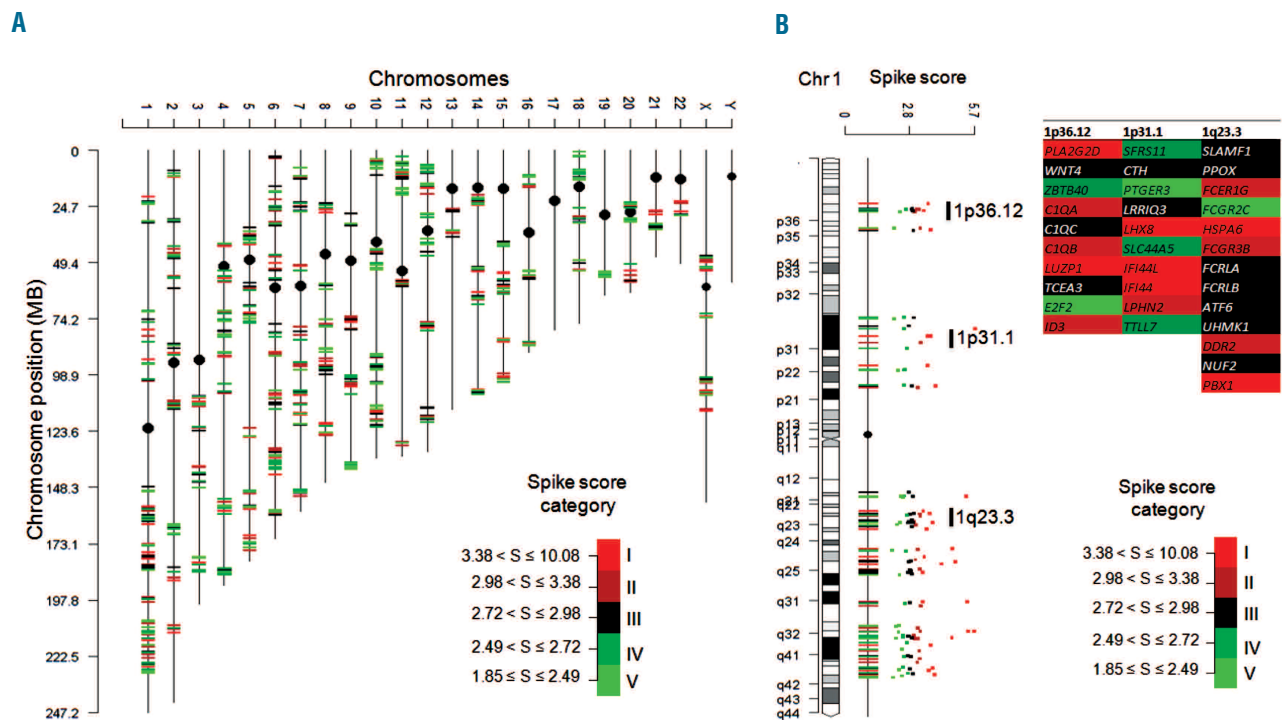 A
Chromosomes
1 2 3 4 5 6 7 8 9 10 11 12 13 14 15 16 17 18 19 20 21 22 X Y
Chromosome position (MB)
0
24.7
49.4
74.2
98.9
123.6
148.3
173.1
197.8
222.5
247.2
Spike score
category
3.38 < S ≤ 10.08 I
2.98 < S ≤ 3.38 II
2.72 < S ≤ 2.98 III
2.49 < S ≤ 2.72 IV
1.85 ≤ S ≤ 2.49 V
B
Chr 1 Spike score
0 2.8 5.7
p36
p35
p34
p33
p32
p31
p22
p21
p13
p12
p11
q11
q12
q21
q22
q23
q24
q25
q31
q32
q41
q42
q43
q44
1p36.12
1p31.1
1q23.3
1p36.12 1p31.1 1q23.3
PLA2G2D SFRS11 SLAMF1
WNT4 CTH PPOX
ZBTB40 PTGER3 FCER1G
C1QA LRRIQ3 FCGR2C
C1QC LHX8 HSPA6
C1QB SLC44A5 FCGR3B
LUZP1 IFI44L FCRLA
TCEA3 IFI44 FCRLB
E2F2 LPHN2 ATF6
ID3 TTLL7 UHMK1
DDR2
NUF2
PBX1
Spike score
category
3.38 < S ≤ 10.08 I
2.98 < S ≤ 3.38 II
2.72 < S ≤ 2.98 III
2.49 < S ≤ 2.72 IV
1.85 ≤ S ≤ 2.49 V